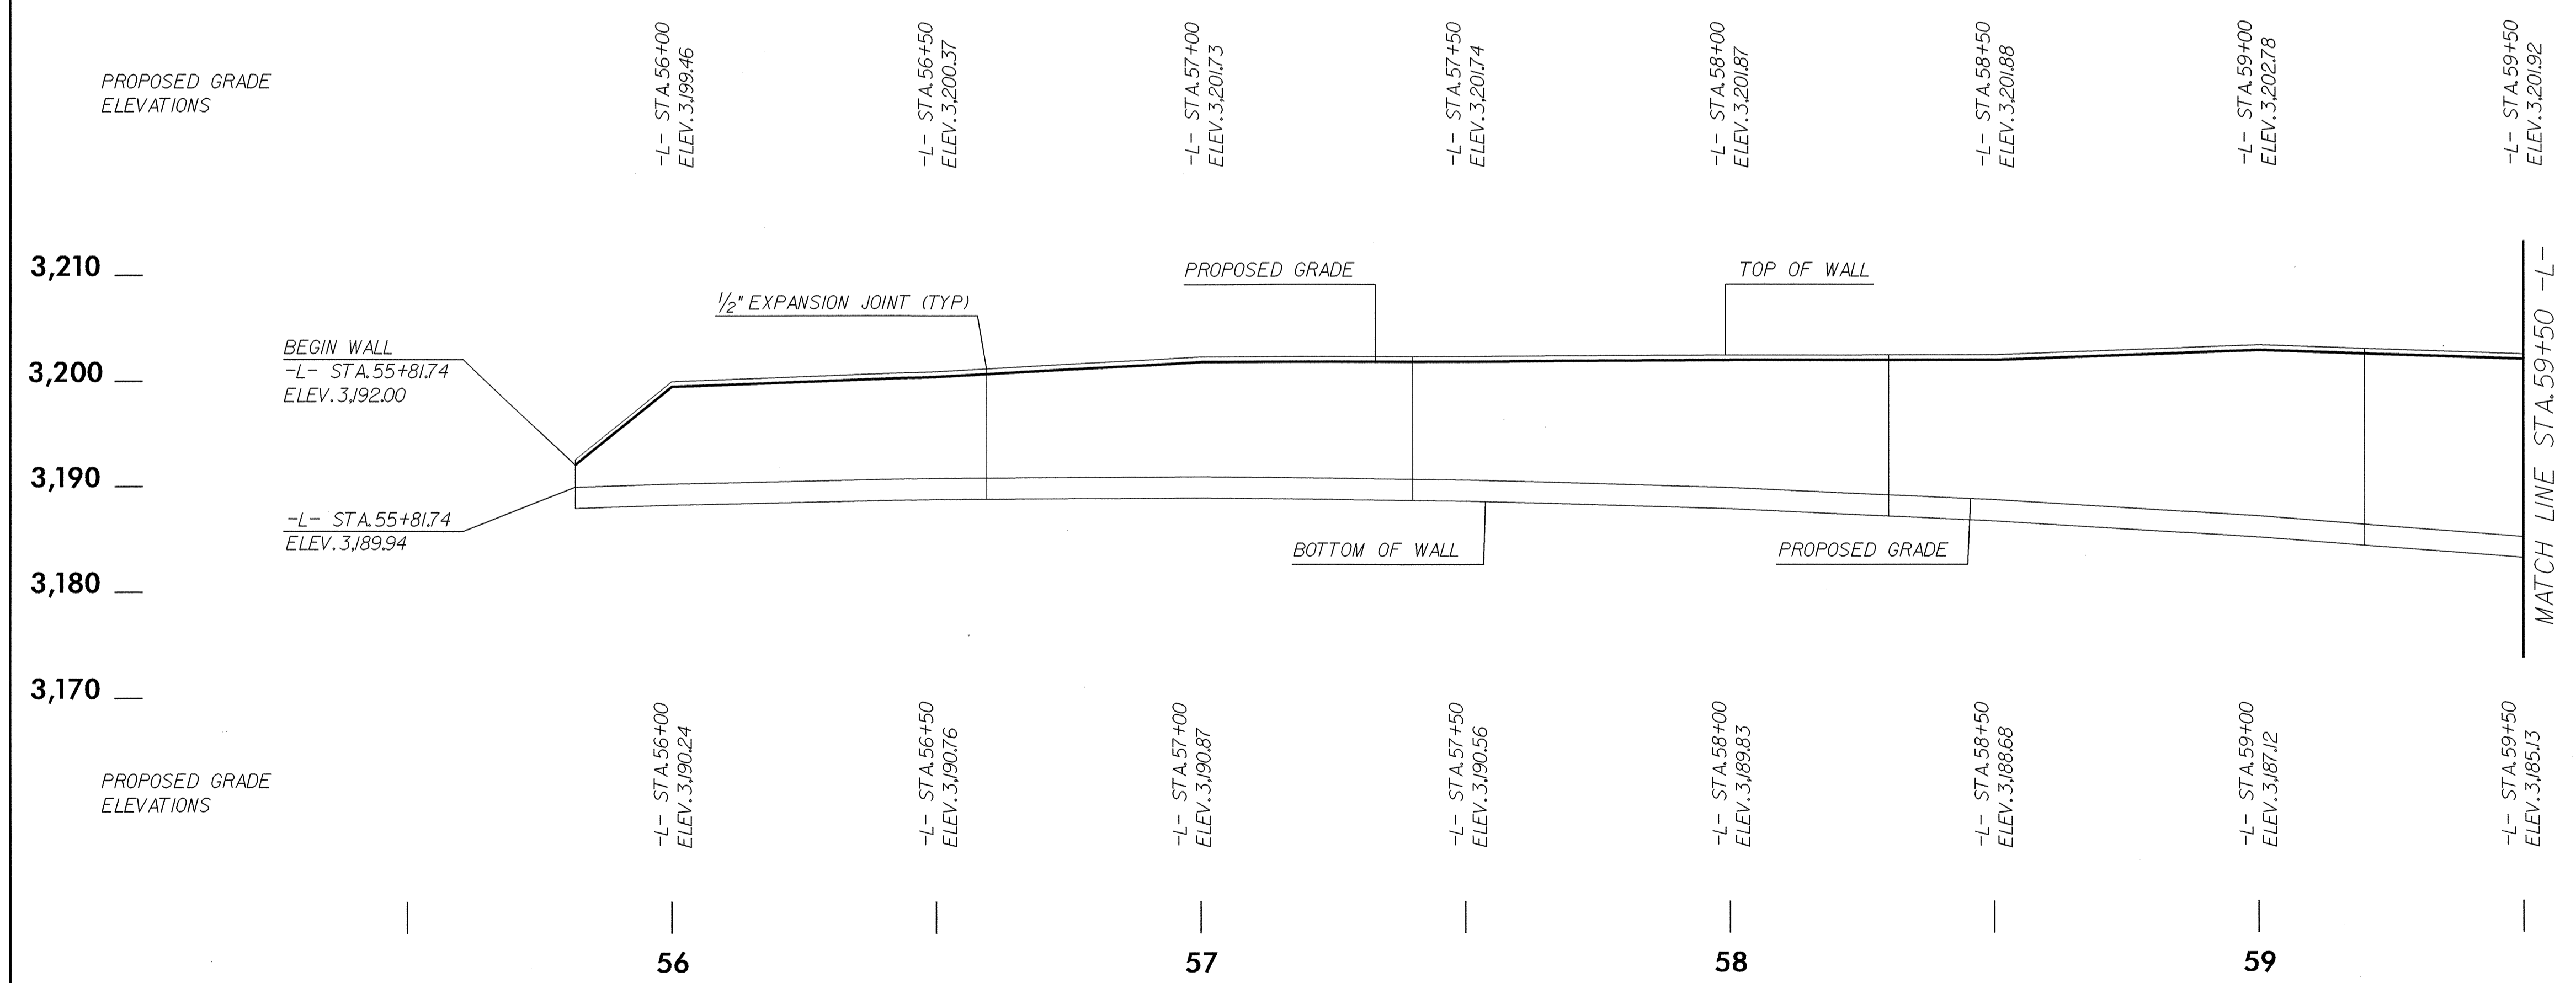 PROPOSED GRADE
ELEVATIONS
-L- STA.56+00
ELEV.3,199.46
-L- STA.56+50
ELEV.3,200.37
-L- STA.57+00
ELEV.3,201.73
-L- STA.57+50
ELEV.3,201.74
-L- STA.58+00
ELEV.3,201.87
-L- STA.58+50
ELEV.3,201.88
-L- STA.59+00
ELEV.3,202.78
-L- STA.59+50
ELEV.3,201.92
3,210
3,200
3,190
3,180
3,170
PROPOSED GRADE
TOP OF WALL
1/2" EXPANSION JOINT (TYP)
BEGIN WALL
-L- STA.55+81.74
ELEV.3,192.00
-L- STA.55+81.74
ELEV.3,189.94
BOTTOM OF WALL
PROPOSED GRADE
MATCH LINE STA.59+50 -L-
PROPOSED GRADE
ELEVATIONS
-L- STA.56+00
ELEV.3,190.24
-L- STA.56+50
ELEV.3,190.76
-L- STA.57+00
ELEV.3,190.87
-L- STA.57+50
ELEV.3,190.56
-L- STA.58+00
ELEV.3,189.83
-L- STA.58+50
ELEV.3,188.68
-L- STA.59+00
ELEV.3,187.12
-L- STA.59+50
ELEV.3,185.13
56
57
58
59